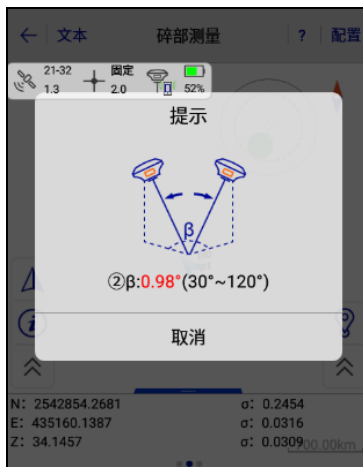 ← 文本 碎部测量 ? 配置
21-32 固定
1.3 2.0 52%
提示
β
②β:0.98°(30°~120°)
取消
N: 2542854.2681 σ: 0.2454
E: 435160.1387 σ: 0.0316
Z: 34.1457 σ: 0.0309
700.00km